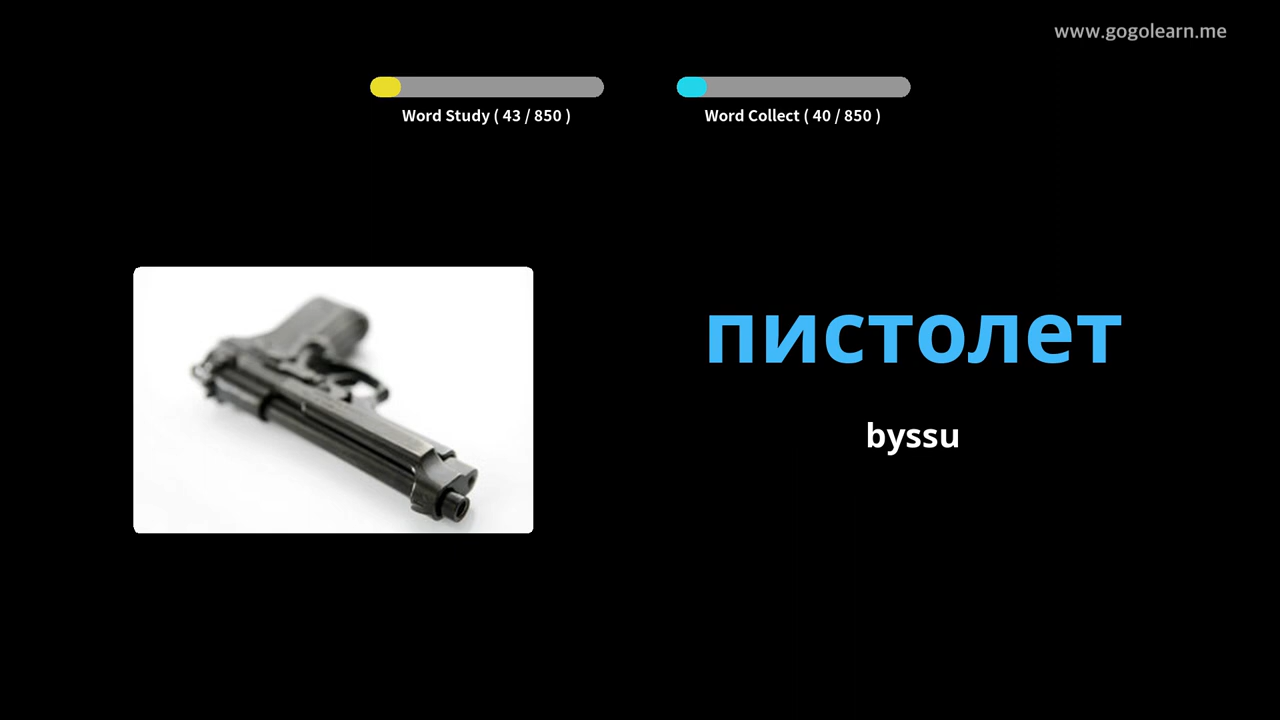 www.gogolearn.me
Word Study ( 43 / 850 )
Word Collect ( 40 / 850 )
пистолет
byssu